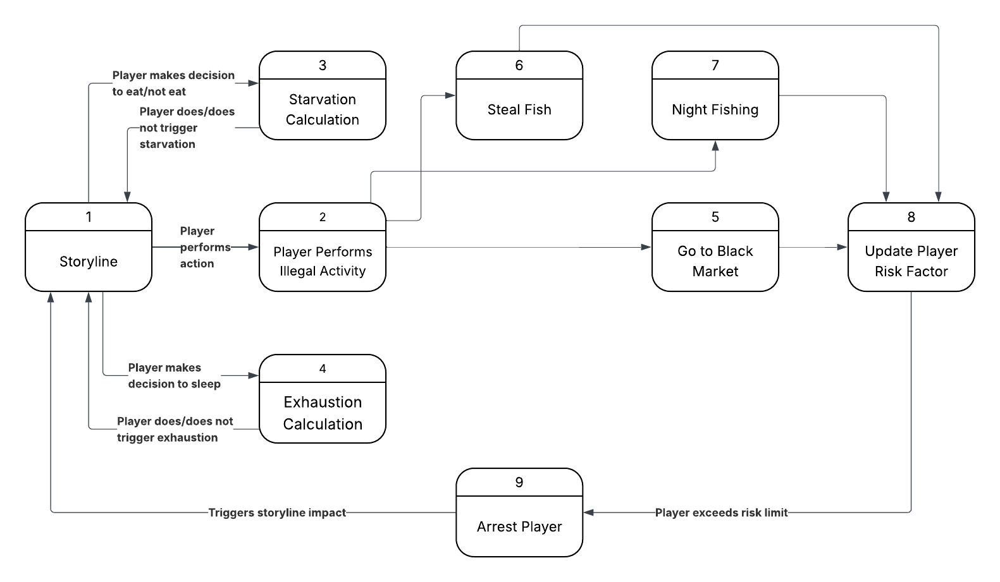 3
Starvation
Calculation
6
Steal Fish
7
Night Fishing
Player makes decision
to eat/not eat
Player does/does
not trigger
starvation
1
Storyline
Player
performs
action
2
Player Performs
Illegal Activity
5
Go to Black
Market
8
Update Player
Risk Factor
Player makes
decision to sleep
4
Exhaustion
Calculation
Player does/does not
trigger exhaustion
9
Arrest Player
Triggers storyline impact
Player exceeds risk limit